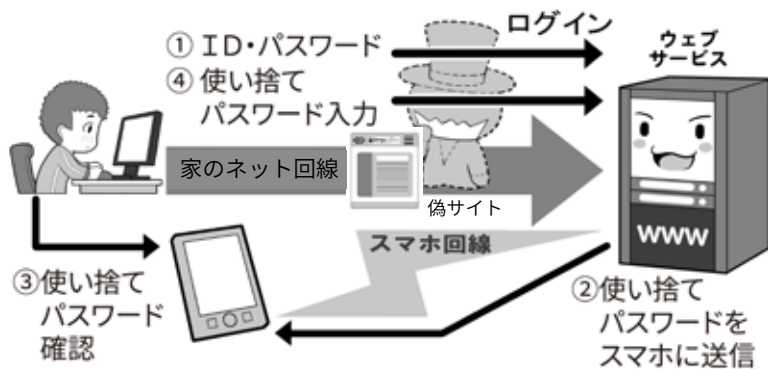 ログイン
① ID・パスワード
④ 使い捨て
パスワード入力
ウェブ
サービス
家のネット回線
偽サイト
スマホ回線
WWW
③使い捨て
パスワード
確認
②使い捨て
パスワードを
スマホに送信